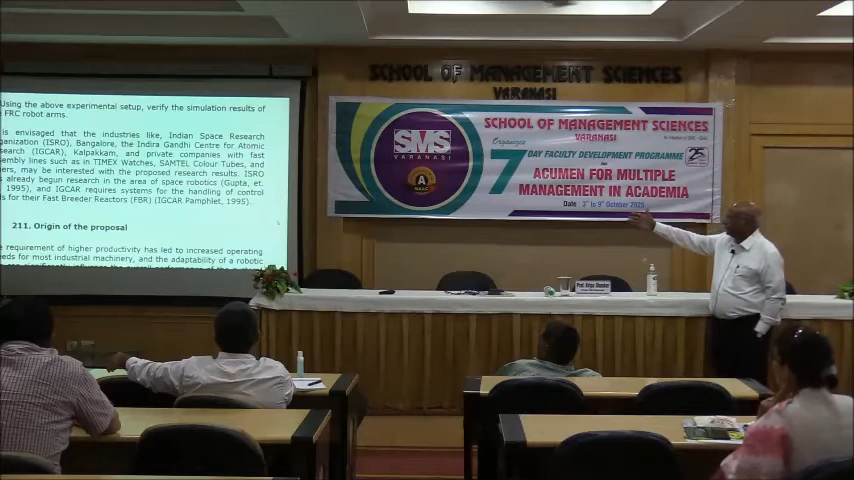 SCHOOL OF MANAGEMENT SCIENCES
VARANASI
Using the above experimental setup, verify the simulation results of
FRC robot arms.
is envisaged that the industries like, Indian Space Research
(ISRO), Bangalore, the Indira Gandhi Centre for Atomic
(IGCAR), Kalpakkam, and private companies with fast
lines such as in TIMEX Watches, SAMTEL Colour Tubes, and
may be interested with the proposed research results. ISRO
already begun research in the area of space robotics (Gupta, et.
1995), and IGCAR requires systems for the handling of control
for their Fast Breeder Reactors (FBR) (IGCAR Pamphlet, 1995).
211. Origin of the proposal
requirement of higher productivity has led to increased operating
for most industrial machinery, and the adaptability of a robotic
SMS
VARANASI
A
NAAC
SCHOOL OF MANAGEMENT SCIENCES
VARANASI
Organizes
7 DAY FACULTY DEVELOPMENT PROGRAMME
on
ACUMEN FOR MULTIPLE
MANAGEMENT IN ACADEMIA
Date 3rd to 9th October 2020
25
Prof. Kripa Shanker